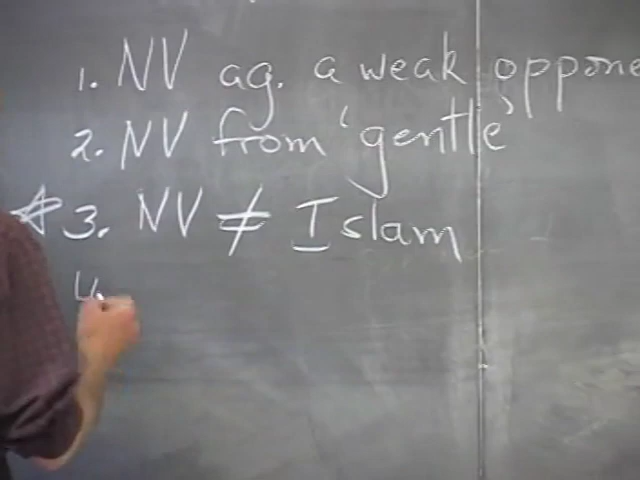 1. NV ag. a weak oppone
2. NV from 'gentle'
☆ 3. NV ≠ Islam
4.